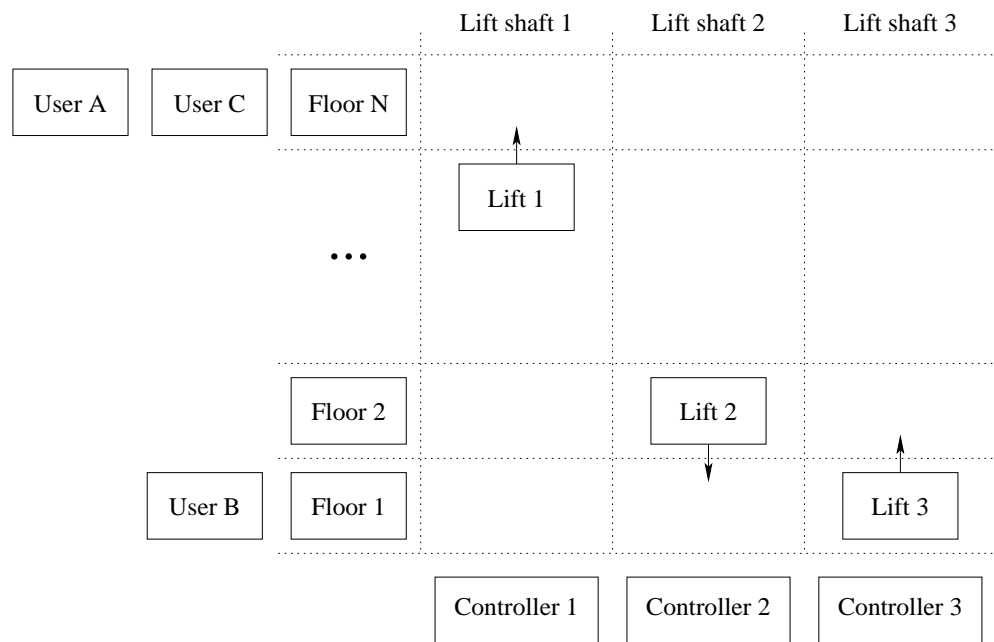 Lift shaft 1 Lift shaft 2 Lift shaft 3
User A User C Floor N
Lift 1
...
Floor 2 Lift 2
User B Floor 1 Lift 3
Controller 1 Controller 2 Controller 3